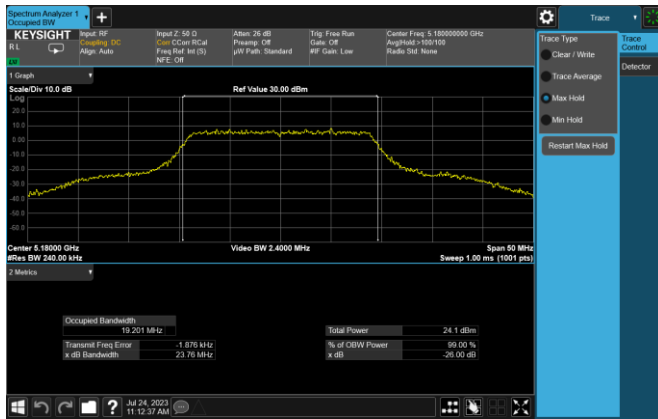 Spectrum Analyzer 1
Occupied BW
Trace
KEYSIGHT
R L
LXI
Input: RF
Coupling: DC
Align: Auto
Input Z: 50 Ω
Corr CCorr RCal
Freq Ref: Int (S)
NFE: Off
Atten: 26 dB
Preamp: Off
µW Path: Standard
Trig: Free Run
Gate: Off
#IF Gain: Low
Center Freq: 5.180000000 GHz
Avg|Hold:>100/100
Radio Std: None
Trace Type
Clear / Write
Trace Average
Max Hold
Min Hold
Restart Max Hold
Trace
Control
Detector
1 Graph
Scale/Div 10.0 dB
Ref Value 30.00 dBm
Log
20.0
10.0
0.00
-10.0
-20.0
-30.0
-40.0
-50.0
-60.0
Center 5.18000 GHz
#Res BW 240.00 kHz
Video BW 2.4000 MHz
Span 50 MHz
Sweep 1.00 ms (1001 pts)
2 Metrics
Occupied Bandwidth
19.201 MHz
Total Power 24.1 dBm
Transmit Freq Error -1.876 kHz
% of OBW Power 99.00 %
x dB Bandwidth 23.76 MHz
x dB -26.00 dB
Jul 24, 2023
11:12:37 AM